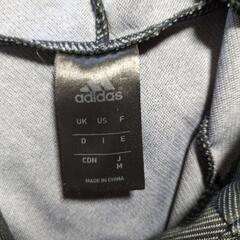 adidas
UK US F
D I E
CDN J
M
MADE IN CHINA